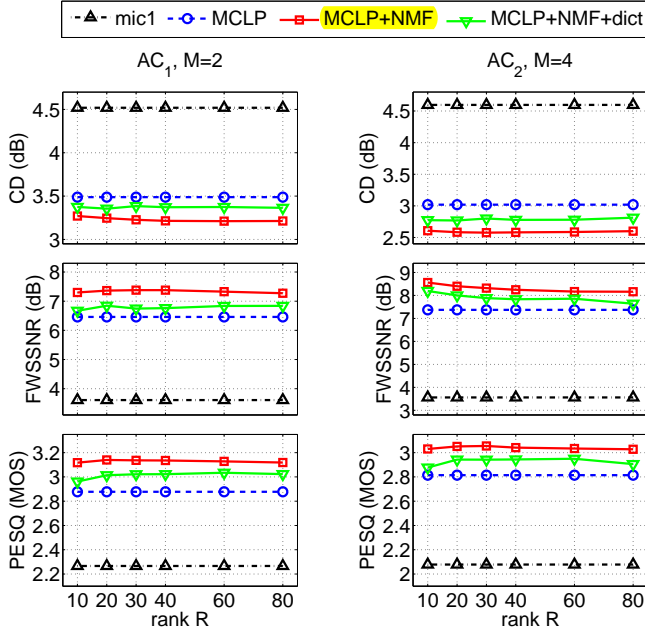 mic1 MCLP MCLP+NMF MCLP+NMF+dict
AC1, M=2
AC2, M=4
CD (dB)
4.5
4
3.5
3
CD (dB)
4.5
4
3.5
3
2.5
FWSSNR (dB)
8
7
6
5
4
FWSSNR (dB)
9
8
7
6
5
4
3
PESQ (MOS)
3.2
3
2.8
2.6
2.4
2.2
10 20 30 40 60 80
rank R
PESQ (MOS)
3
2.8
2.6
2.4
2.2
2
10 20 30 40 60 80
rank R